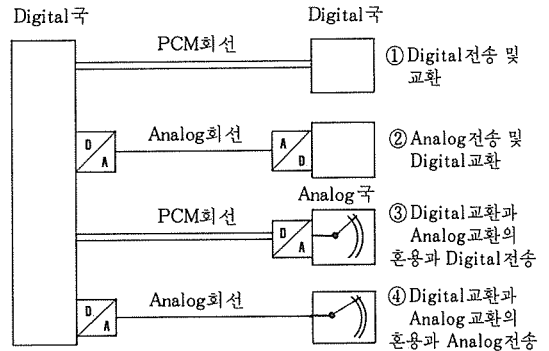 Digital국
Digital국
PCM회선
①Digital전송 및
교환
D
A
Analog회선
A
D
②Analog전송 및
Digital교환
Analog국
PCM회선
D
A
③Digital교환과
Analog교환의
혼용과 Digital전송
D
A
Analog회선
④Digital교환과
Analog교환의
혼용과 Analog전송